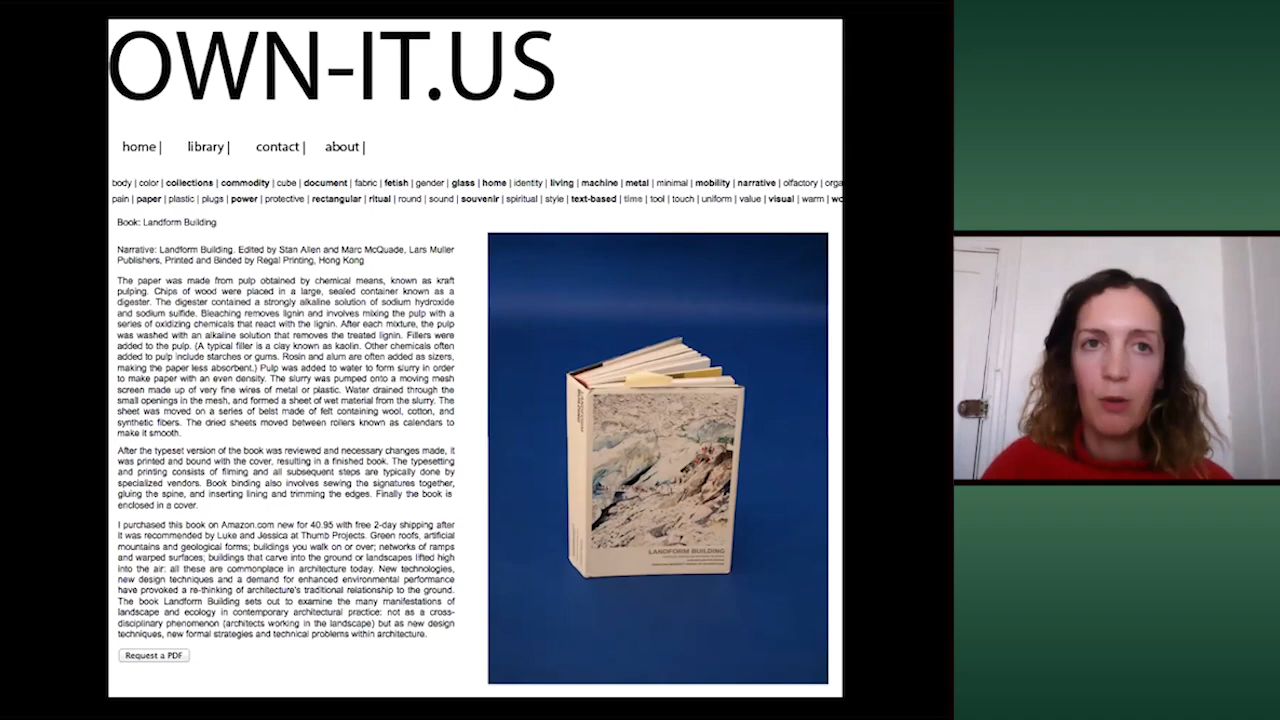 OWN-IT.US
home | library | contact | about |
body | color | collections | commodity | cube | document | fabric | fetish | gender | glass | home | identity | living | machine | metal | minimal | mobility | narrative | olfactory | orga
pain | paper | plastic | plugs | power | protective | rectangular | ritual | round | sound | souvenir | spiritual | style | text-based | time | tool | touch | uniform | value | visual | warm | wo
Book: Landform Building
Narrative: Landform Building. Edited by Stan Allen and Marc McQuade, Lars Muller
Publishers, Printed and Binded by Regal Printing, Hong Kong
The paper was made from pulp obtained by chemical means, known as kraft
pulping. Chips of wood were placed in a large, sealed container known as a
digester. The digester contained a strongly alkaline solution of sodium hydroxide
and sodium sulfide. Bleaching removes lignin and involves mixing the pulp with a
series of oxidizing chemicals that react with the lignin. After each mixture, the pulp
was washed with an alkaline solution that removes the treated lignin. Fillers were
added to the pulp. (A typical filler is a clay known as kaolin. Other chemicals often
added to pulp include starches or gums. Rosin and alum are often added as sizers,
making the paper less absorbent.) Pulp was added to water to form slurry in order
to make paper with an even density. The slurry was pumped onto a moving mesh
screen made up of very fine wires of metal or plastic. Water drained through the
small openings in the mesh, and formed a sheet of wet material from the slurry. The
sheet was moved on a series of belst made of felt containing wool, cotton, and
synthetic fibers. The dried sheets moved between rollers known as calendars to
make it smooth.
After the typeset version of the book was reviewed and necessary changes made, it
was printed and bound with the cover, resulting in a finished book. The typesetting
and printing consists of filming and all subsequent steps are typically done by
specialized vendors. Book binding also involves sewing the signatures together,
gluing the spine, and inserting lining and trimming the edges. Finally the book is
enclosed in a cover.
I purchased this book on Amazon.com new for 40.95 with free 2-day shipping after
it was recommended by Luke and Jessica at Thumb Projects. Green roofs, artificial
mountains and geological forms; buildings you walk on or over; networks of ramps
and warped surfaces; buildings that carve into the ground or landscapes lifted high
into the air: all these are commonplace in architecture today. New technologies,
new design techniques and a demand for enhanced environmental performance
have provoked a re-thinking of architecture's traditional relationship to the ground.
The book Landform Building sets out to examine the many manifestations of
landscape and ecology in contemporary architectural practice: not as a cross-
disciplinary phenomenon (architects working in the landscape) but as new design
techniques, new formal strategies and technical problems within architecture.
Request a PDF
LANDFORM BUILDING